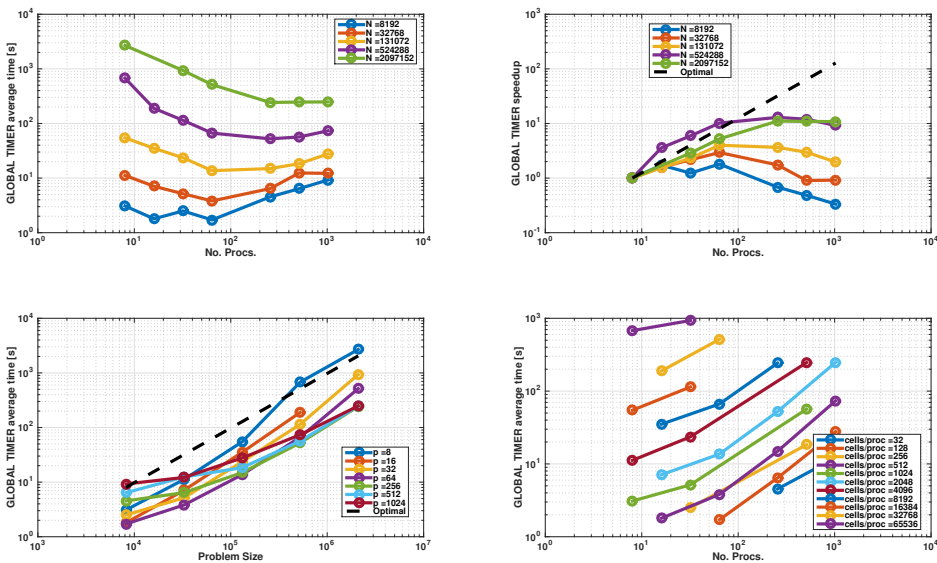 GLOBAL TIMER average time [s]
10^4
10^3
10^2
10^1
10^0
10^0 10^1 10^2 10^3 10^4
No. Procs.
N =8192
N =32768
N =131072
N =524288
N =2097152
GLOBAL TIMER speedup
10^3
10^2
10^1
10^0
10^-1
10^0 10^1 10^2 10^3 10^4
No. Procs.
N =8192
N =32768
N =131072
N =524288
N =2097152
Optimal
GLOBAL TIMER average time [s]
10^4
10^3
10^2
10^1
10^0
10^3 10^4 10^5 10^6 10^7
Problem Size
p =8
p =16
p =32
p =64
p =256
p =512
p =1024
Optimal
GLOBAL TIMER average time [s]
10^3
10^2
10^1
10^0
10^0 10^1 10^2 10^3 10^4
No. Procs.
cells/proc =32
cells/proc =128
cells/proc =256
cells/proc =512
cells/proc =1024
cells/proc =2048
cells/proc =4096
cells/proc =8192
cells/proc =16384
cells/proc =32768
cells/proc =65536